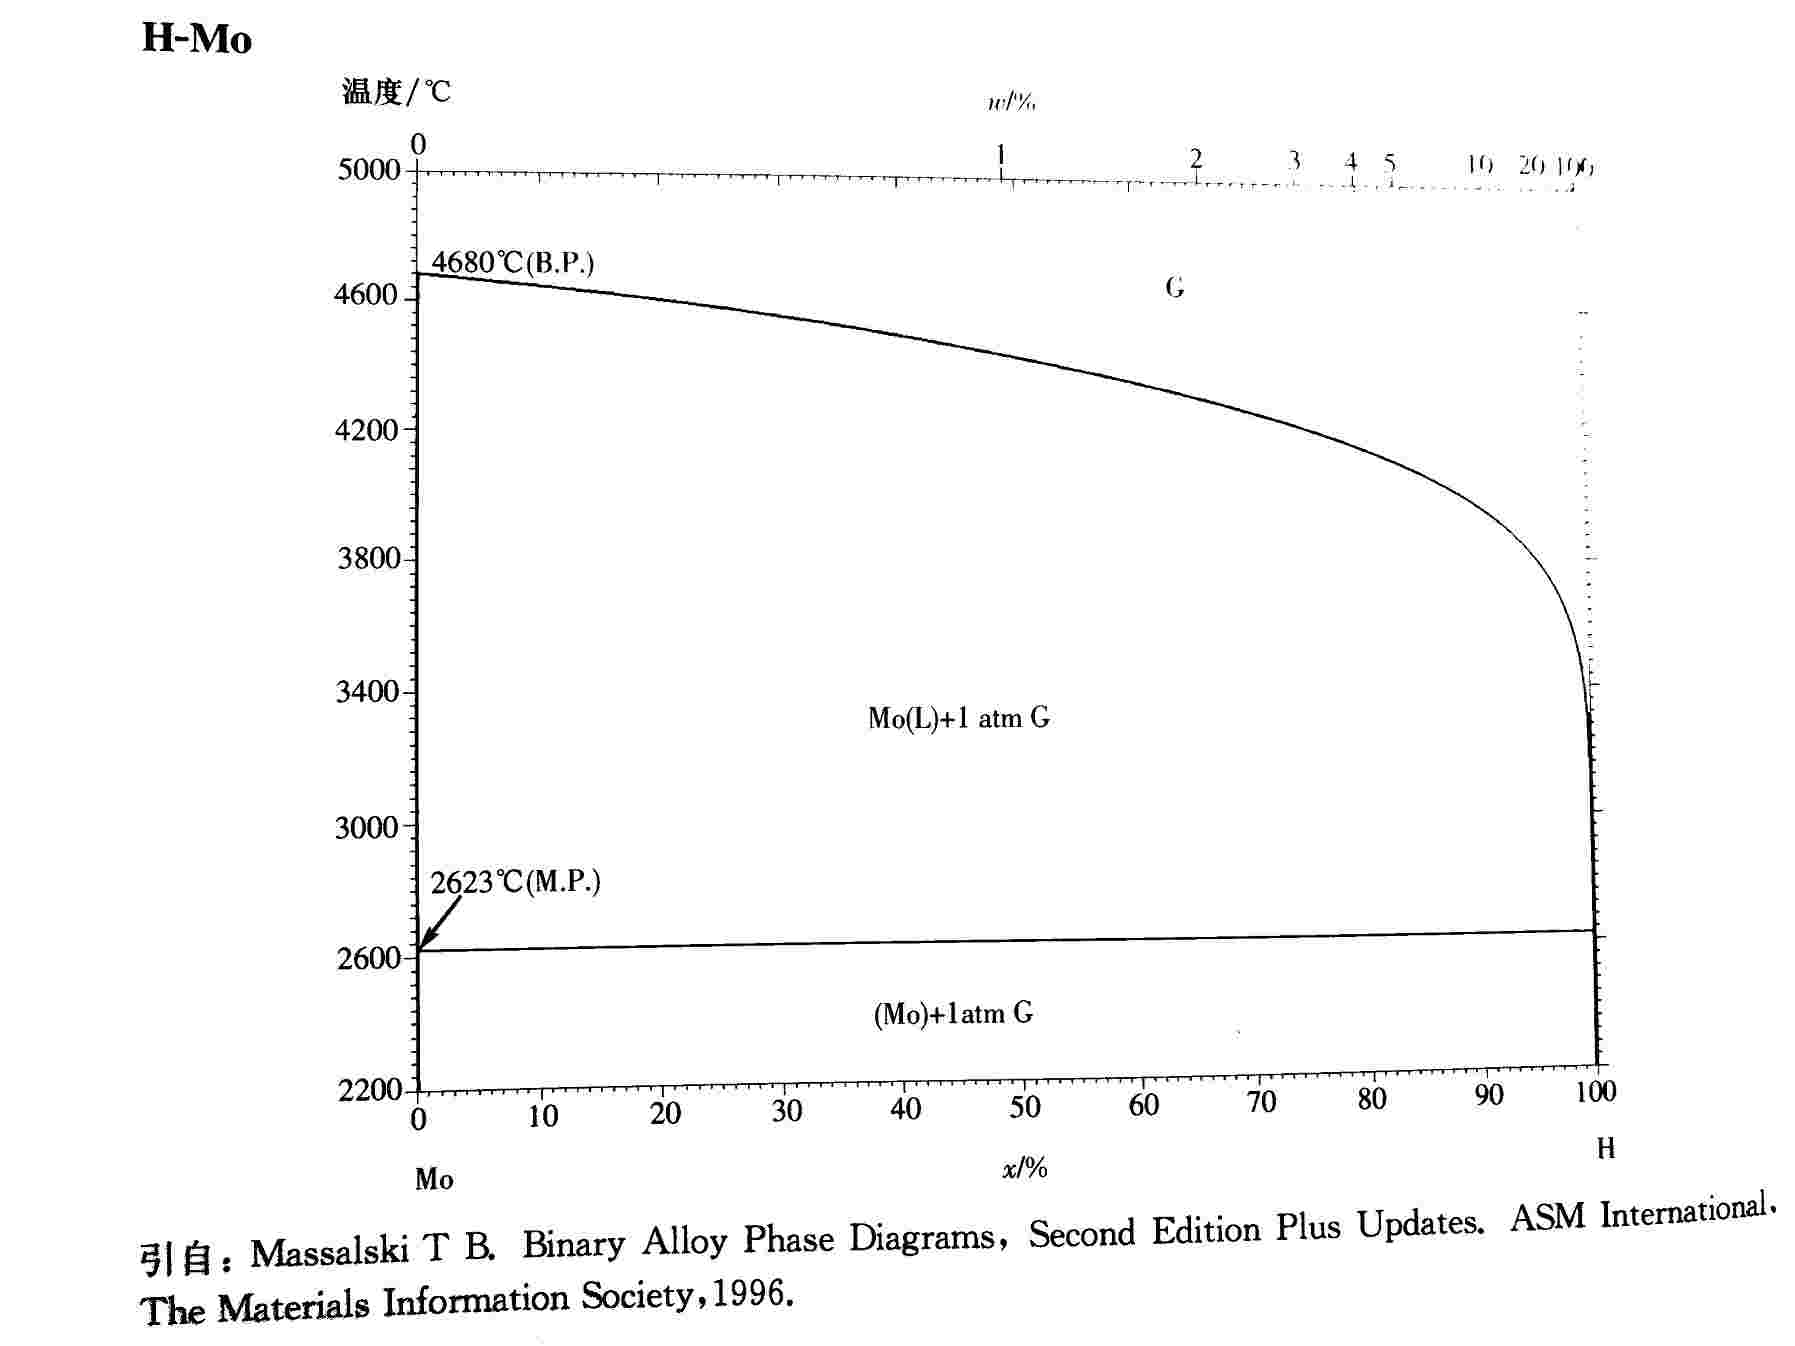 H-Mo
温度/℃
w/%
0 1 2 3 4 5 10 20 100
5000
4680℃(B.P.)
G
4600
4200
3800
3400
Mo(L)+1 atm G
3000
2623℃(M.P.)
2600
(Mo)+1atm G
2200
0 10 20 30 40 50 60 70 80 90 100
Mo x/% H
引自：Massalski T B. Binary Alloy Phase Diagrams, Second Edition Plus Updates. ASM International.
The Materials Information Society,1996.